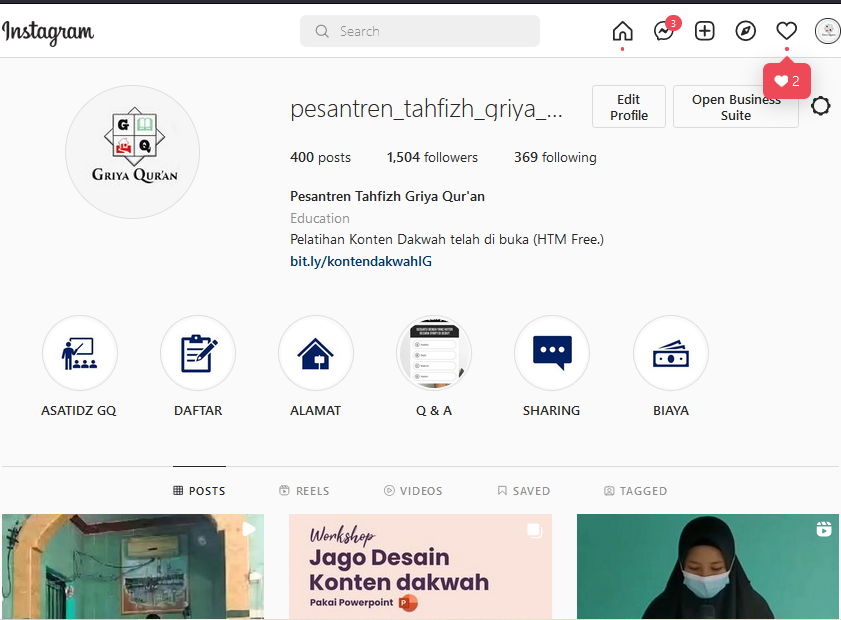 Instagram
Search
3
2
pesantren_tahfizh_griya_...
Edit Profile
Open Business Suite
G
Q
GRIYA QUR'AN
400 posts
1,504 followers
369 following
Pesantren Tahfizh Griya Qur'an
Education
Pelatihan Konten Dakwah telah di buka (HTM Free.)
bit.ly/kontendakwahIG
ASATIDZ GQ
DAFTAR
ALAMAT
Q & A
SHARING
BIAYA
POSTS
REELS
VIDEOS
SAVED
TAGGED
Workshop
Jago Desain
Konten dakwah
Pakai Powerpoint
P